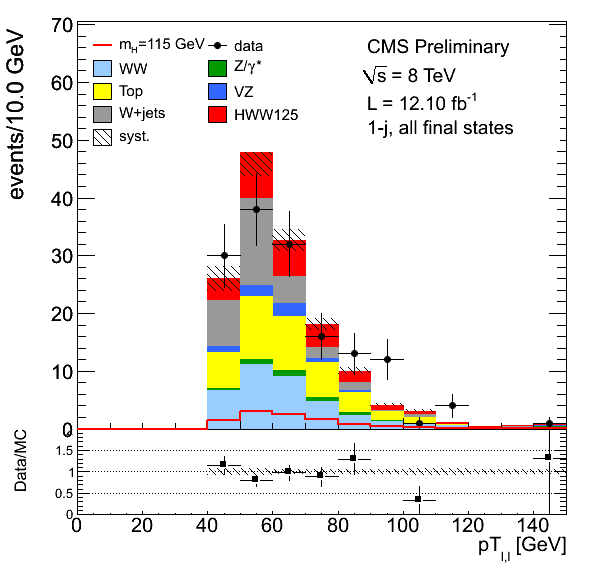 events/10.0 GeV
70
60
50
40
30
20
10
0
m_H=115 GeV
data
WW
Z/γ*
Top
VZ
W+jets
HWW125
syst.
CMS Preliminary
√s = 8 TeV
L = 12.10 fb⁻¹
1-j, all final states
Data/MC
1.5
1
0.5
0
0 20 40 60 80 100 120 140
pT_l,l [GeV]